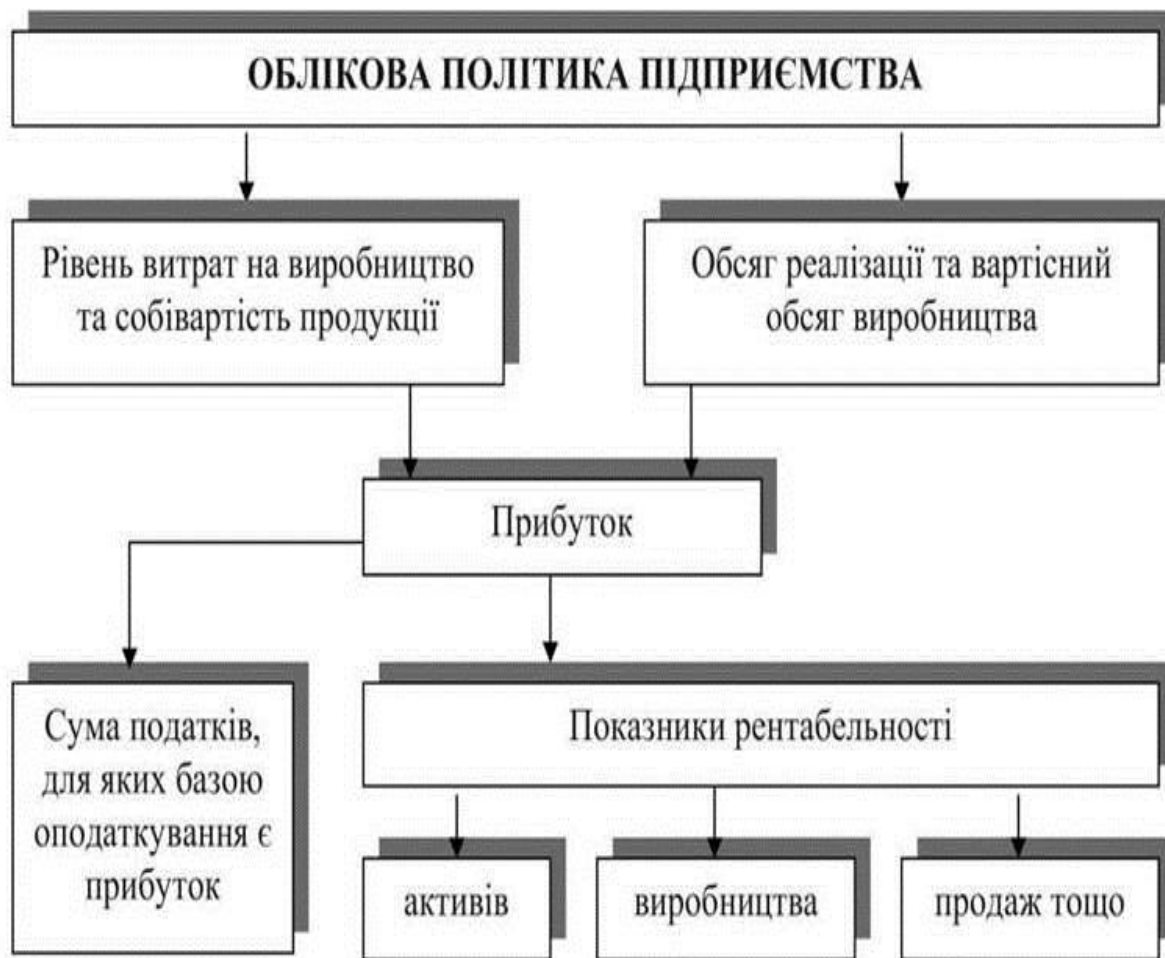 ОБЛІКОВА ПОЛІТИКА ПІДПРИЄМСТВА
Рівень витрат на виробництво
та собівартість продукції
Обсяг реалізації та вартісний
обсяг виробництва
Прибуток
Сума податків,
для яких базою
оподаткування є
прибуток
Показники рентабельності
активів
виробництва
продаж тощо